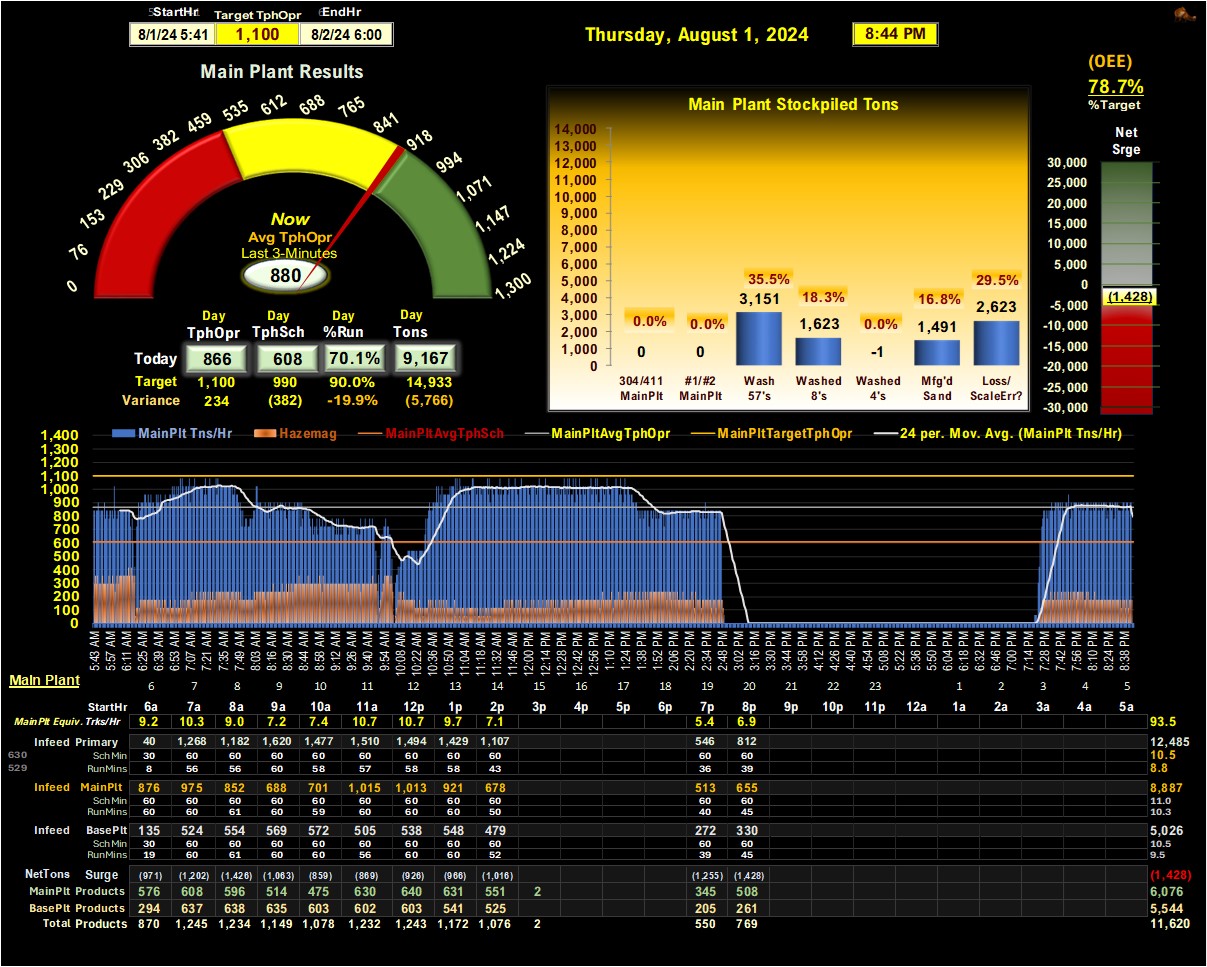 StartHr Target TphOpr EndHr
8/1/24 5:41 1,100 8/2/24 6:00
Thursday, August 1, 2024 8:44 PM
(OEE)
78.7%
%Target
Main Plant Results
0 76 153 229 306 382 459 535 612 688 765 841 918 994 1,071 1,147 1,224 1,300
Now
Avg TphOpr
Last 3-Minutes
880
Day Day Day Day
TphOpr TphSch %Run Tons
Today 866 608 70.1% 9,167
Target 1,100 990 90.0% 14,933
Variance 234 (382) -19.9% (5,766)
Main Plant Stockpiled Tons
14,000
13,000
12,000
11,000
10,000
9,000
8,000
7,000
6,000
5,000
4,000
3,000
2,000
1,000
0
0.0% 0.0% 35.5% 18.3% 0.0% 16.8% 29.5%
0 0 3,151 1,623 -1 1,491 2,623
304/411 #1/#2 Wash Washed Washed Mfg'd Loss/
MainPlt MainPlt 57's 8's 4's Sand ScaleErr?
Net
Srge
30,000
25,000
20,000
15,000
10,000
5,000
0
(1,428)
-5,000
-10,000
-15,000
-20,000
-25,000
-30,000
MainPlt Tns/Hr Hazemag MainPltAvgTphSch MainPltAvgTphOpr MainPltTargetTphOpr 24 per. Mov. Avg. (MainPlt Tns/Hr)
1,400
1,300
1,200
1,100
1,000
900
800
700
600
500
400
300
200
100
0
5:43 AM 5:57 AM 6:11 AM 6:25 AM 6:39 AM 6:53 AM 7:07 AM 7:21 AM 7:35 AM 7:49 AM 8:03 AM 8:16 AM 8:30 AM 8:44 AM 8:58 AM 9:12 AM 9:26 AM 9:40 AM 9:54 AM 10:08 AM 10:22 AM 10:36 AM 10:50 AM 11:04 AM 11:18 AM 11:32 AM 11:46 AM 12:00 PM 12:14 PM 12:28 PM 12:42 PM 12:56 PM 1:10 PM 1:24 PM 1:38 PM 1:52 PM 2:06 PM 2:20 PM 2:34 PM 2:48 PM 3:02 PM 3:16 PM 3:30 PM 3:44 PM 3:58 PM 4:12 PM 4:26 PM 4:40 PM 4:54 PM 5:08 PM 5:22 PM 5:36 PM 5:50 PM 6:04 PM 6:18 PM 6:32 PM 6:46 PM 7:00 PM 7:14 PM 7:28 PM 7:42 PM 7:56 PM 8:10 PM 8:24 PM 8:38 PM
Main Plant 6 7 8 9 10 11 12 13 14 15 16 17 18 19 20 21 22 23 1 2 3 4 5
StartHr 6a 7a 8a 9a 10a 11a 12p 1p 2p 3p 4p 5p 6p 7p 8p 9p 10p 11p 12a 1a 2a 3a 4a 5a
MainPlt Equiv. Trks/Hr 9.2 10.3 9.0 7.2 7.4 10.7 10.7 9.7 7.1 5.4 6.9 93.5
Infeed Primary 40 1,268 1,182 1,620 1,477 1,510 1,494 1,429 1,107 546 812 12,485
630 SchMin 30 60 60 60 60 60 60 60 60 60 60 10.5
529 RunMins 8 56 56 60 58 57 58 58 43 36 39 8.8
Infeed MainPlt 876 975 852 688 701 1,015 1,013 921 678 513 655 8,887
SchMin 60 60 60 60 60 60 60 60 60 60 60 11.0
RunMins 60 60 61 60 59 60 60 60 50 40 45 10.3
Infeed BasePlt 135 524 554 569 572 505 538 548 479 272 330 5,026
SchMin 30 60 60 60 60 60 60 60 60 60 60 10.5
RunMins 19 60 61 60 60 56 60 60 52 39 45 9.5
NetTons Surge (971) (1,202) (1,426) (1,063) (859) (869) (926) (966) (1,016) (1,255) (1,428) (1,428)
MainPlt Products 576 608 596 514 475 630 640 631 551 2 345 508 6,076
BasePlt Products 294 637 638 635 603 602 603 541 525 205 261 5,544
Total Products 870 1,245 1,234 1,149 1,078 1,232 1,243 1,172 1,076 2 550 769 11,620